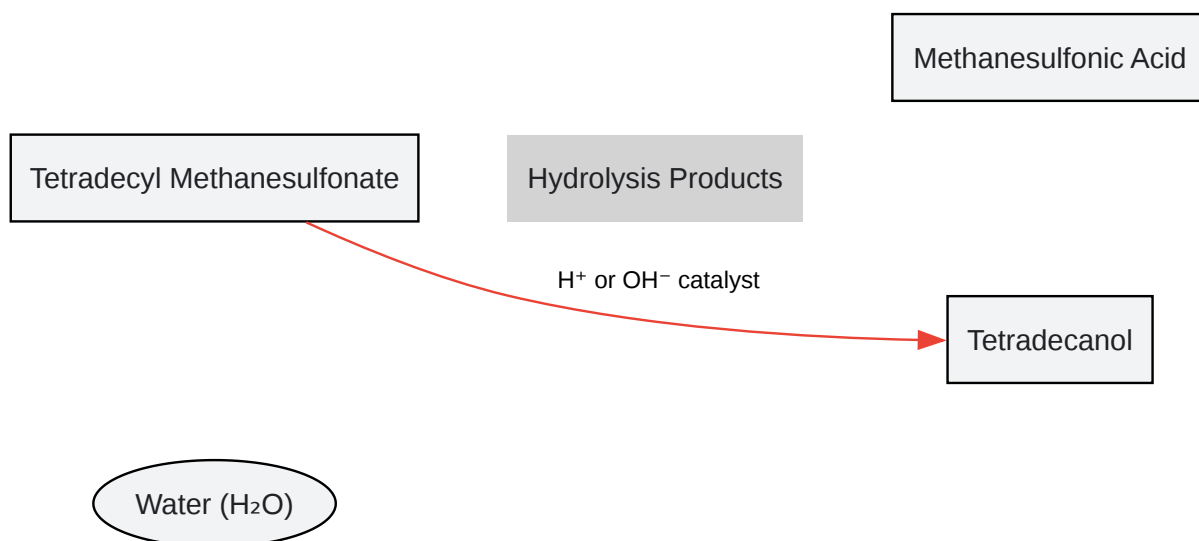 Methanesulfonic Acid
Tetradecyl Methanesulfonate
Hydrolysis Products
H⁺ or OH⁻ catalyst
Tetradecanol
Water (H₂O)